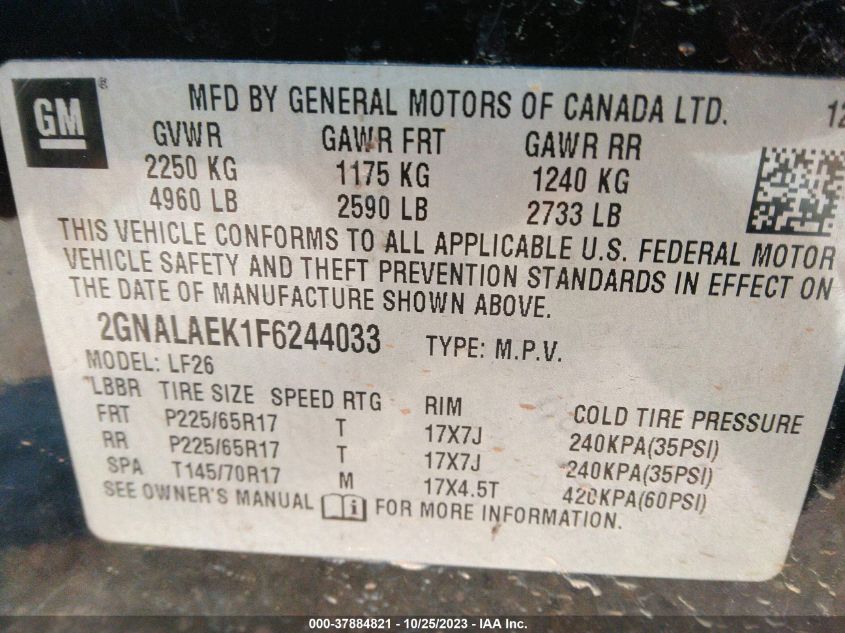 GM ®
MFD BY GENERAL MOTORS OF CANADA LTD. 12
GVWR GAWR FRT GAWR RR
2250 KG 1175 KG 1240 KG
4960 LB 2590 LB 2733 LB
THIS VEHICLE CONFORMS TO ALL APPLICABLE U.S. FEDERAL MOTOR
VEHICLE SAFETY AND THEFT PREVENTION STANDARDS IN EFFECT ON
THE DATE OF MANUFACTURE SHOWN ABOVE.
2GNALAEK1F6244033 TYPE: M.P.V.
MODEL: LF26
LBBR TIRE SIZE SPEED RTG RIM COLD TIRE PRESSURE
FRT P225/65R17 T 17X7J 240KPA(35PSI)
RR P225/65R17 T 17X7J 240KPA(35PSI)
SPA T145/70R17 M 17X4.5T 420KPA(60PSI)
SEE OWNER'S MANUAL i FOR MORE INFORMATION.
000-37884821 - 10/25/2023 - IAA Inc.